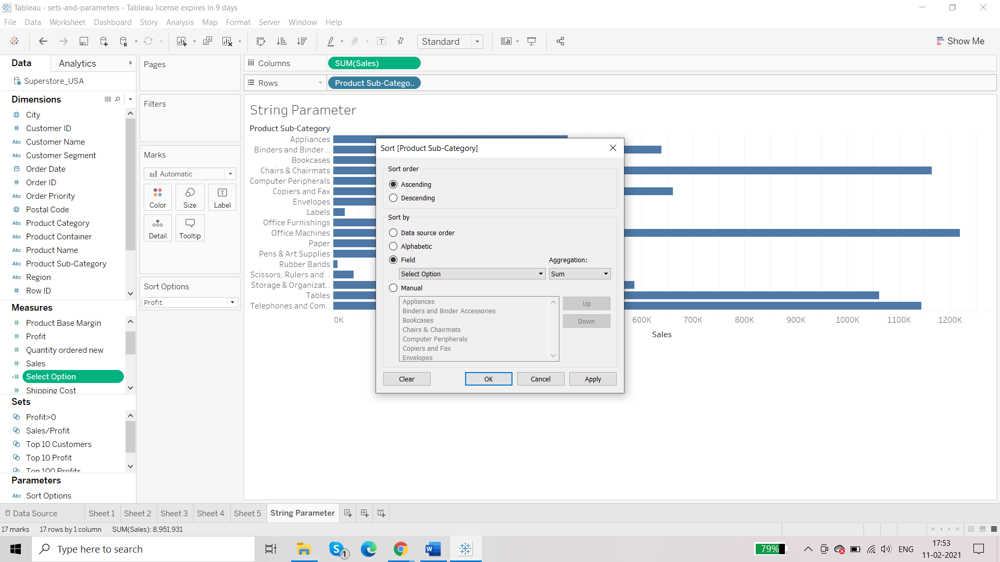 Tableau - sets-and-parameters - Tableau license expires in 9 days
File Data Worksheet Dashboard Story Analysis Map Format Server Window Help
Standard
Show Me
Data Analytics
Superstore_USA
Dimensions
City
Customer ID
Abc Customer Name
Abc Customer Segment
Order Date
Order ID
Abc Order Priority
Postal Code
Abc Product Category
Abc Product Container
Abc Product Name
Abc Product Sub-Category
Abc Region
Row ID
Measures
Product Base Margin
Profit
Quantity ordered new
Sales
Select Option
Shipping Cost
Sets
Profit>0
Sales/Profit
Top 10 Customers
Top 10 Profit
Top 100 Profits
Parameters
Abc Sort Options
Pages
Filters
Marks
Automatic
Color Size Label
Detail Tooltip
Sort Options
Profit
Columns SUM(Sales)
Rows Product Sub-Catego..
String Parameter
Product Sub-Category
Appliances
Binders and Binder ..
Bookcases
Chairs & Chairmats
Computer Peripherals
Copiers and Fax
Envelopes
Labels
Office Furnishings
Office Machines
Paper
Pens & Art Supplies
Rubber Bands
Scissors, Rulers and ..
Storage & Organizat..
Tables
Telephones and Com..
0K 600K 700K 800K 900K 1000K 1100K 1200K
Sales
Sort [Product Sub-Category]
Sort order
Ascending
Descending
Sort by
Data source order
Alphabetic
Field Aggregation:
Select Option Sum
Manual
Appliances
Binders and Binder Accessories
Bookcases
Chairs & Chairmats
Computer Peripherals
Copiers and Fax
Envelopes
Up
Down
Clear OK Cancel Apply
Data Source Sheet 1 Sheet 2 Sheet 3 Sheet 4 Sheet 5 String Parameter
17 marks 17 rows by 1 column SUM(Sales): 8,951,931
Type here to search
1
79%
ENG
17:53
11-02-2021